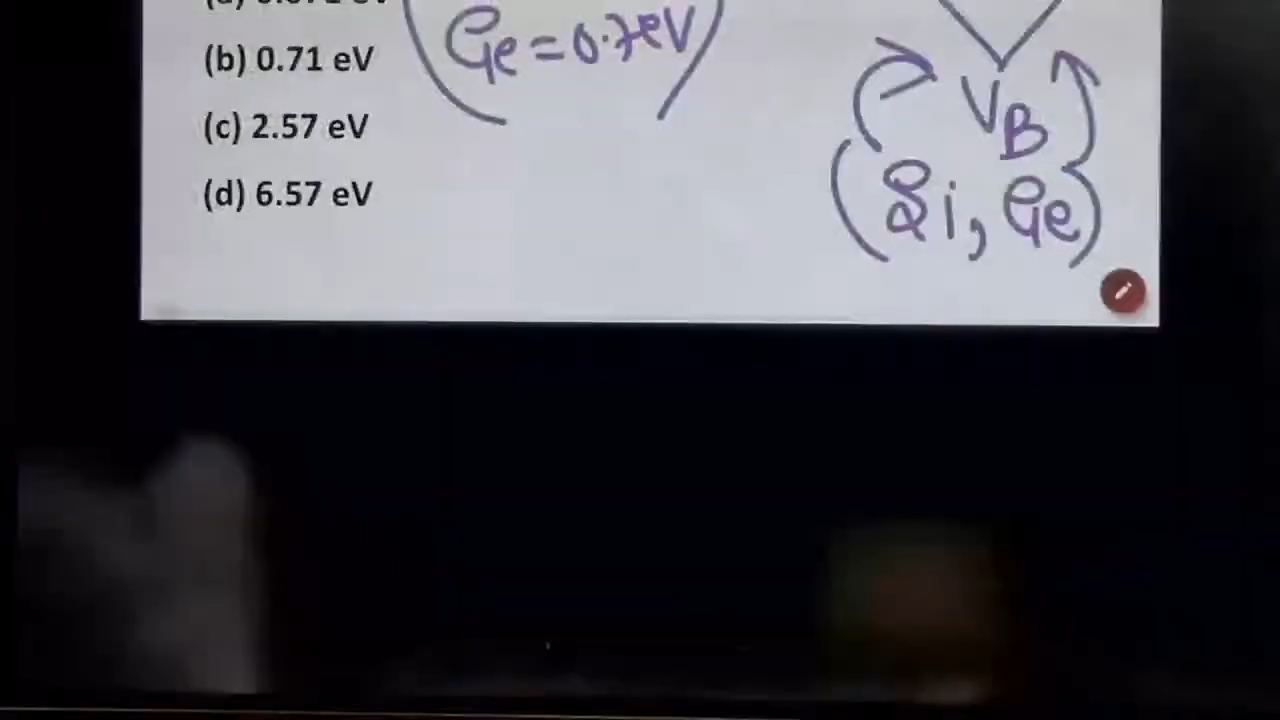 (b) 0.71 eV
(c) 2.57 eV
(d) 6.57 eV
Ge = 0.7eV
VB
(Si, Ge)